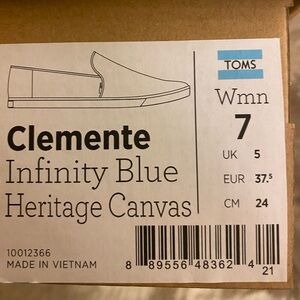 TOMS
Wmn
7
UK 5
EUR 37.5
CM 24
Clemente
Infinity Blue
Heritage Canvas
10012366
MADE IN VIETNAM
8 89556 48362 4
21